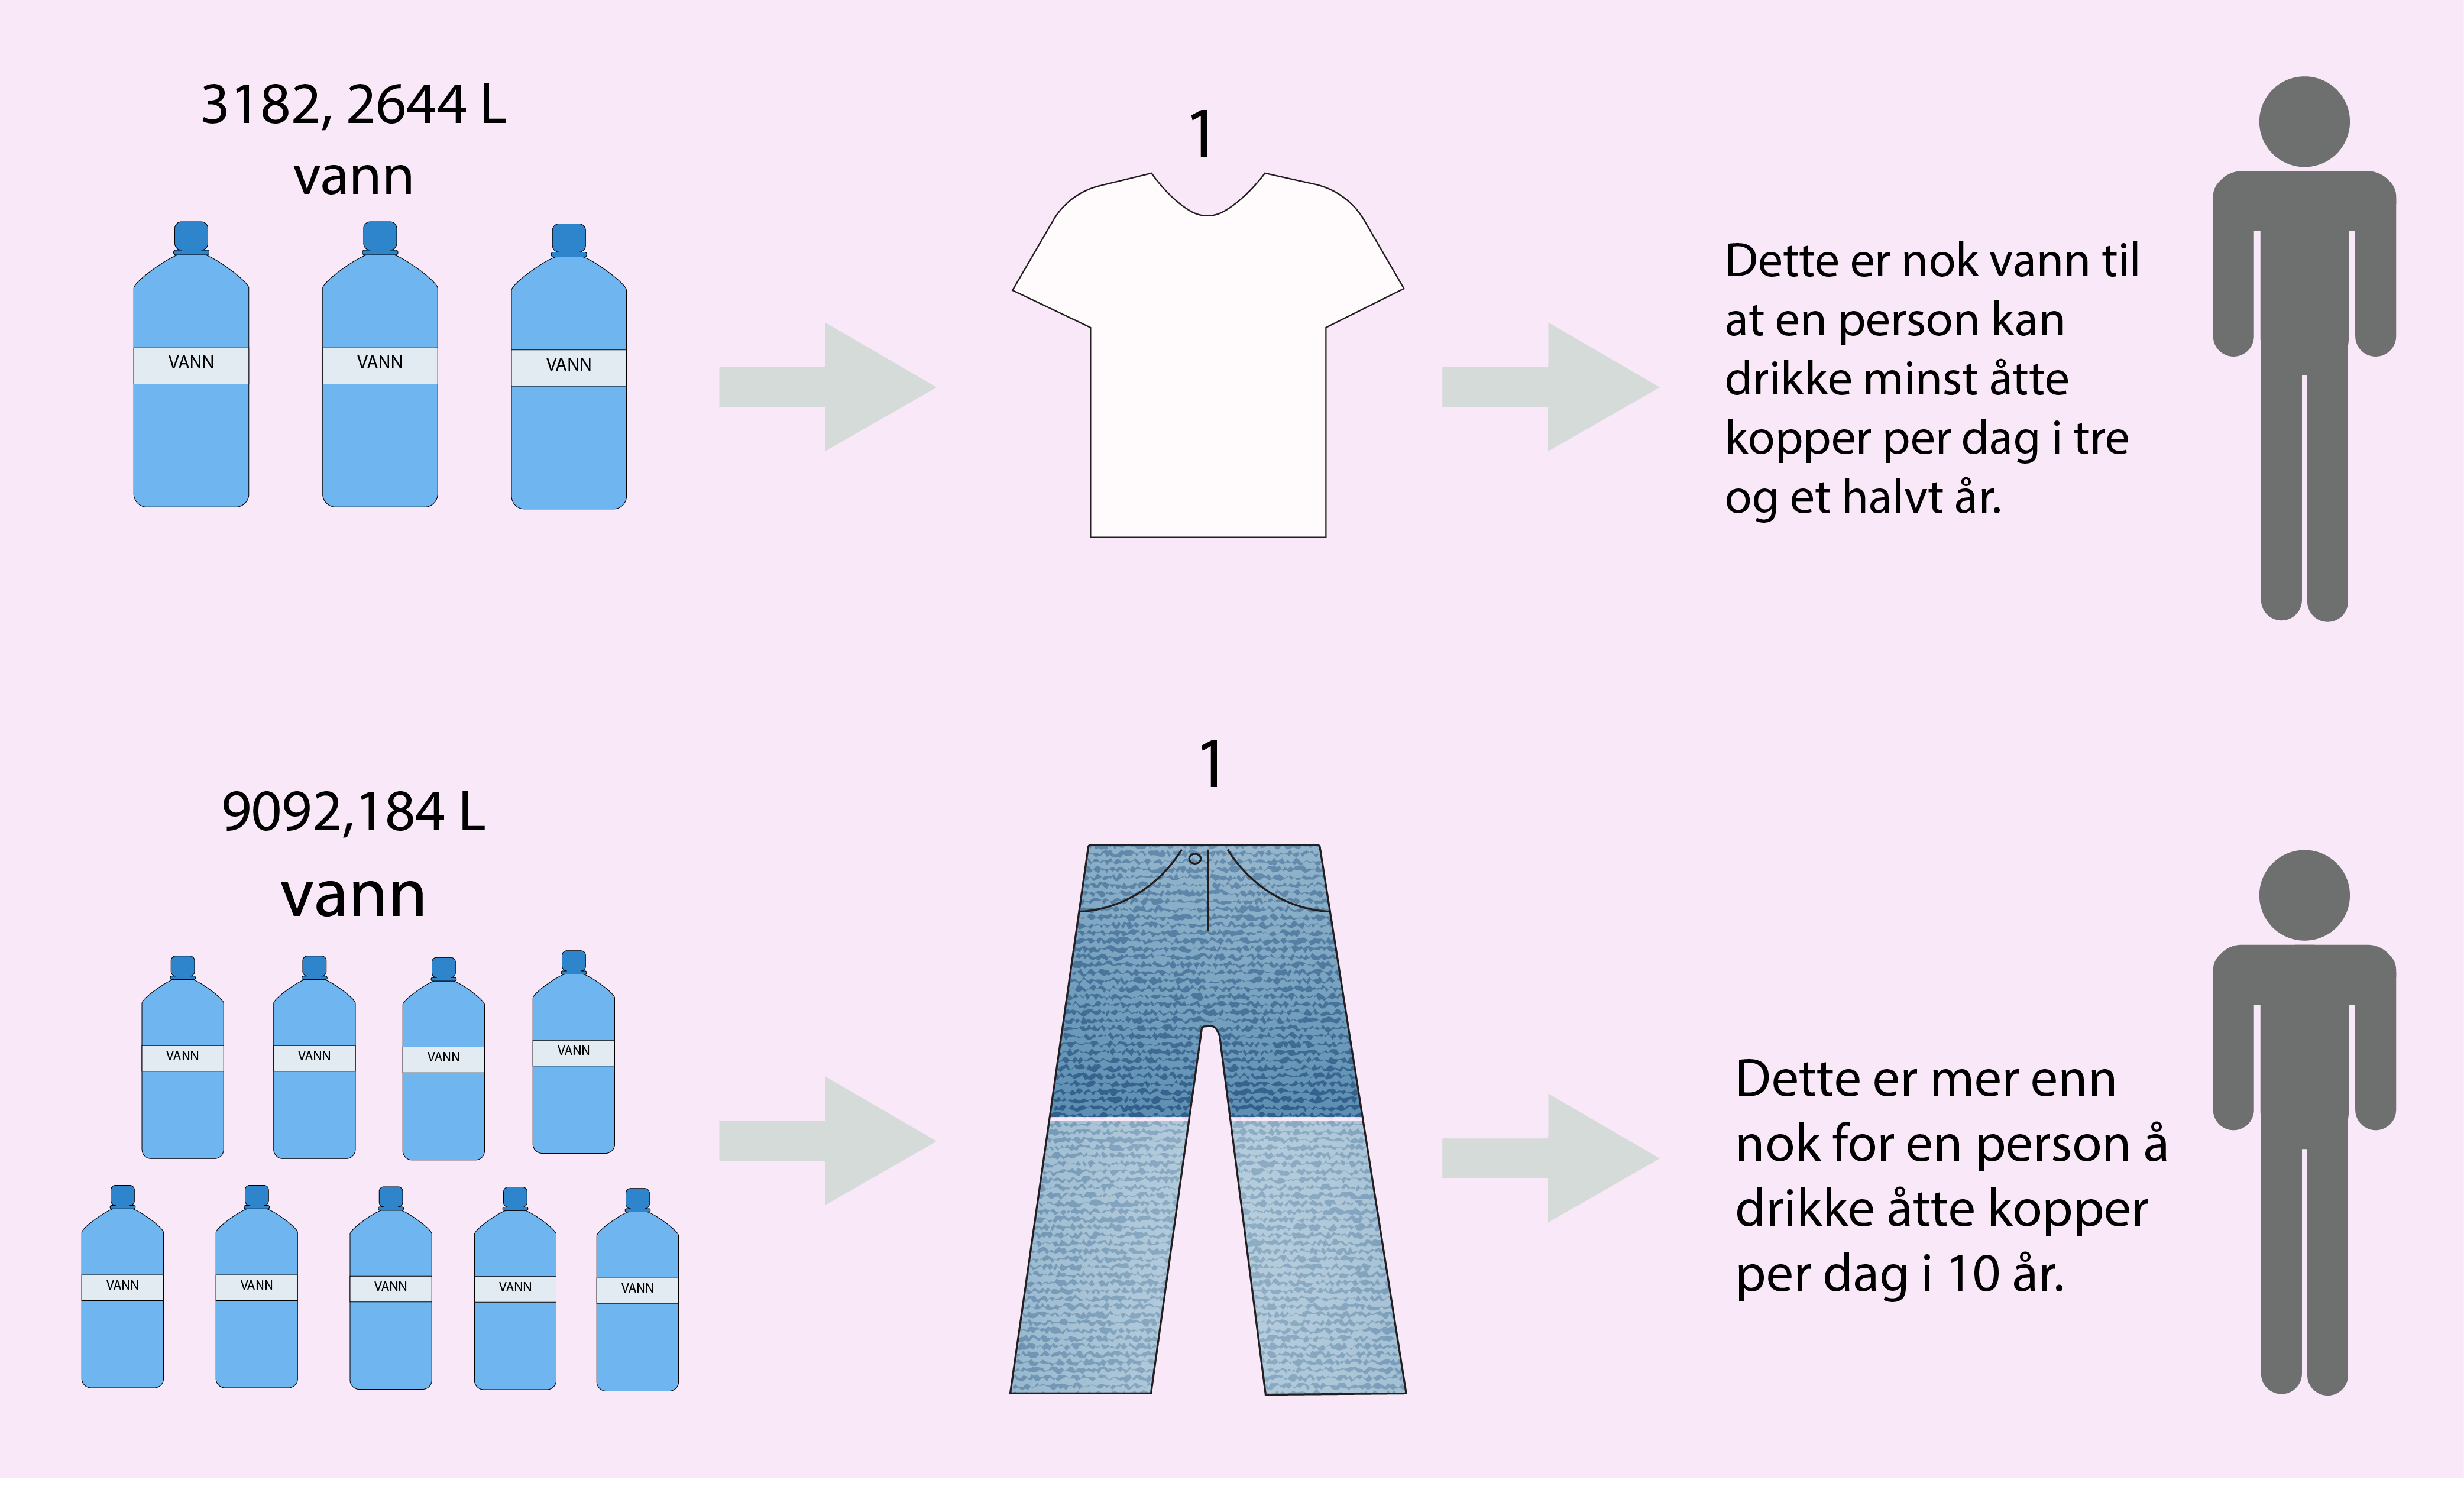 3182, 2644 L
vann
VANN
VANN
VANN
1
Dette er nok vann til
at en person kan
drikke minst åtte
kopper per dag i tre
og et halvt år.
9092,184 L
vann
VANN
VANN
VANN
VANN
VANN
VANN
VANN
VANN
VANN
1
Dette er mer enn
nok for en person å
drikke åtte kopper
per dag i 10 år.